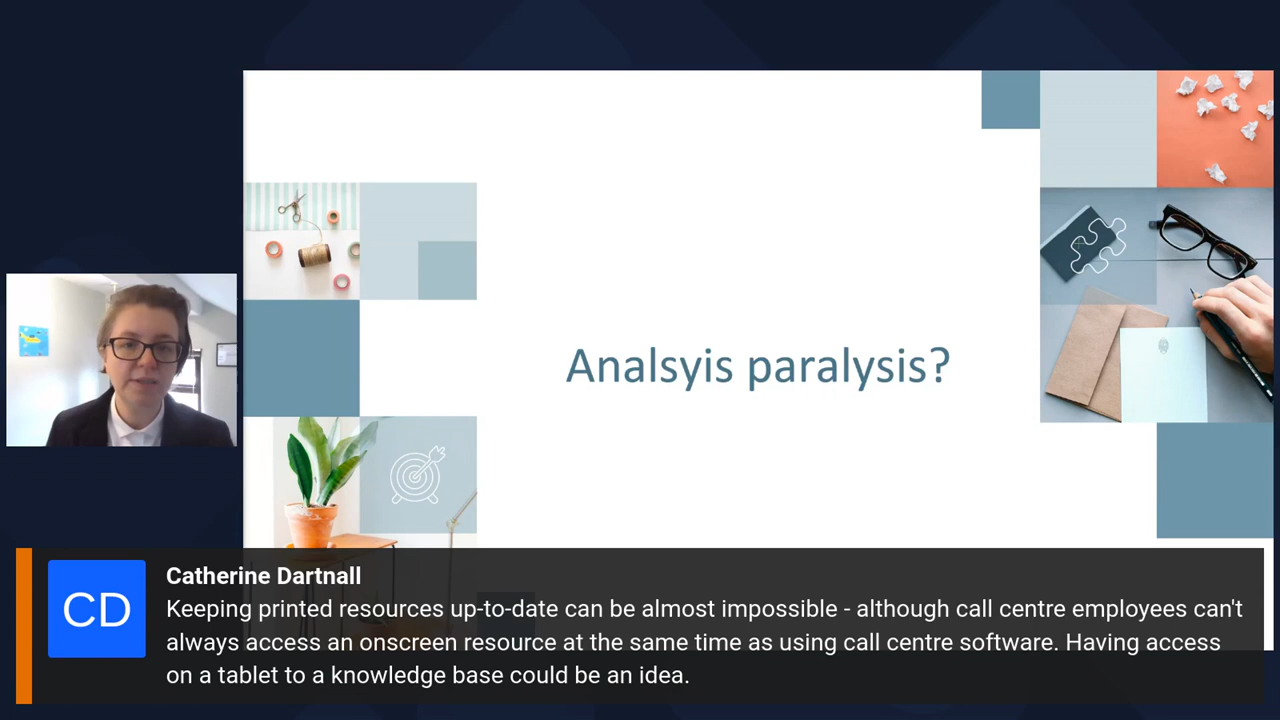 Analsyis paralysis?
CD
Catherine Dartnall
Keeping printed resources up-to-date can be almost impossible - although call centre employees can't
always access an onscreen resource at the same time as using call centre software. Having access
on a tablet to a knowledge base could be an idea.